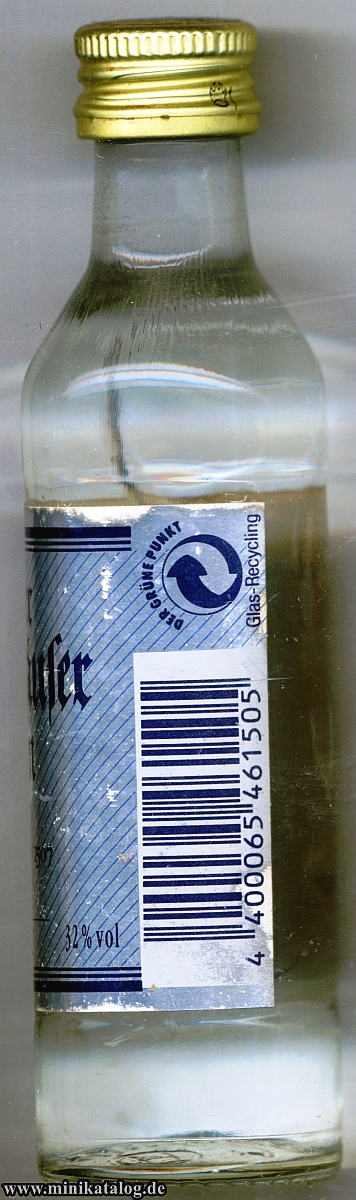 DER GRÜNE PUNKT
Glas-Recycling
32% vol
4 400065 461505
www.minikatalog.de